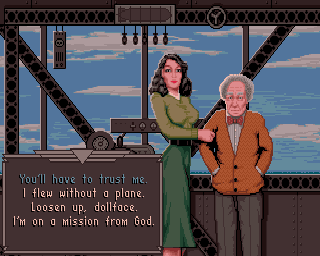 You'll have to trust me.
I flew without a plane.
Loosen up, dollface.
I'm on a mission from God.